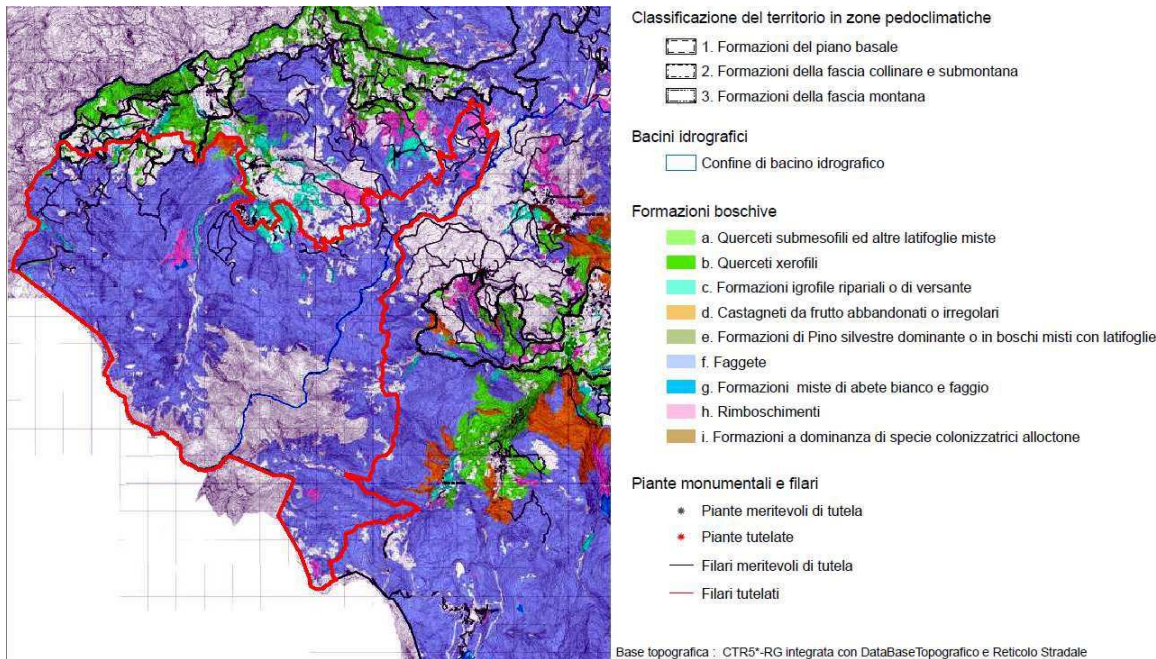 Classificazione del territorio in zone pedoclimatiche
1. Formazioni del piano basale
2. Formazioni della fascia collinare e submontana
3. Formazioni della fascia montana
Bacini idrografici
Confine di bacino idrografico
Formazioni boschive
a. Querceti submesofili ed altre latifoglie miste
b. Querceti xerofili
c. Formazioni igrofile ripariali o di versante
d. Castagneti da frutto abbandonati o irregolari
e. Formazioni di Pino silvestre dominante o in boschi misti con latifoglie
f. Faggete
g. Formazioni miste di abete bianco e faggio
h. Rimboschimenti
i. Formazioni a dominanza di specie colonizzatrici alloctone
Piante monumentali e filari
Piante meritevoli di tutela
Piante tutelate
Filari meritevoli di tutela
Filari tutelati
Base topografica : CTR5*-RG integrata con DataBaseTopografico e Reticolo Stradale